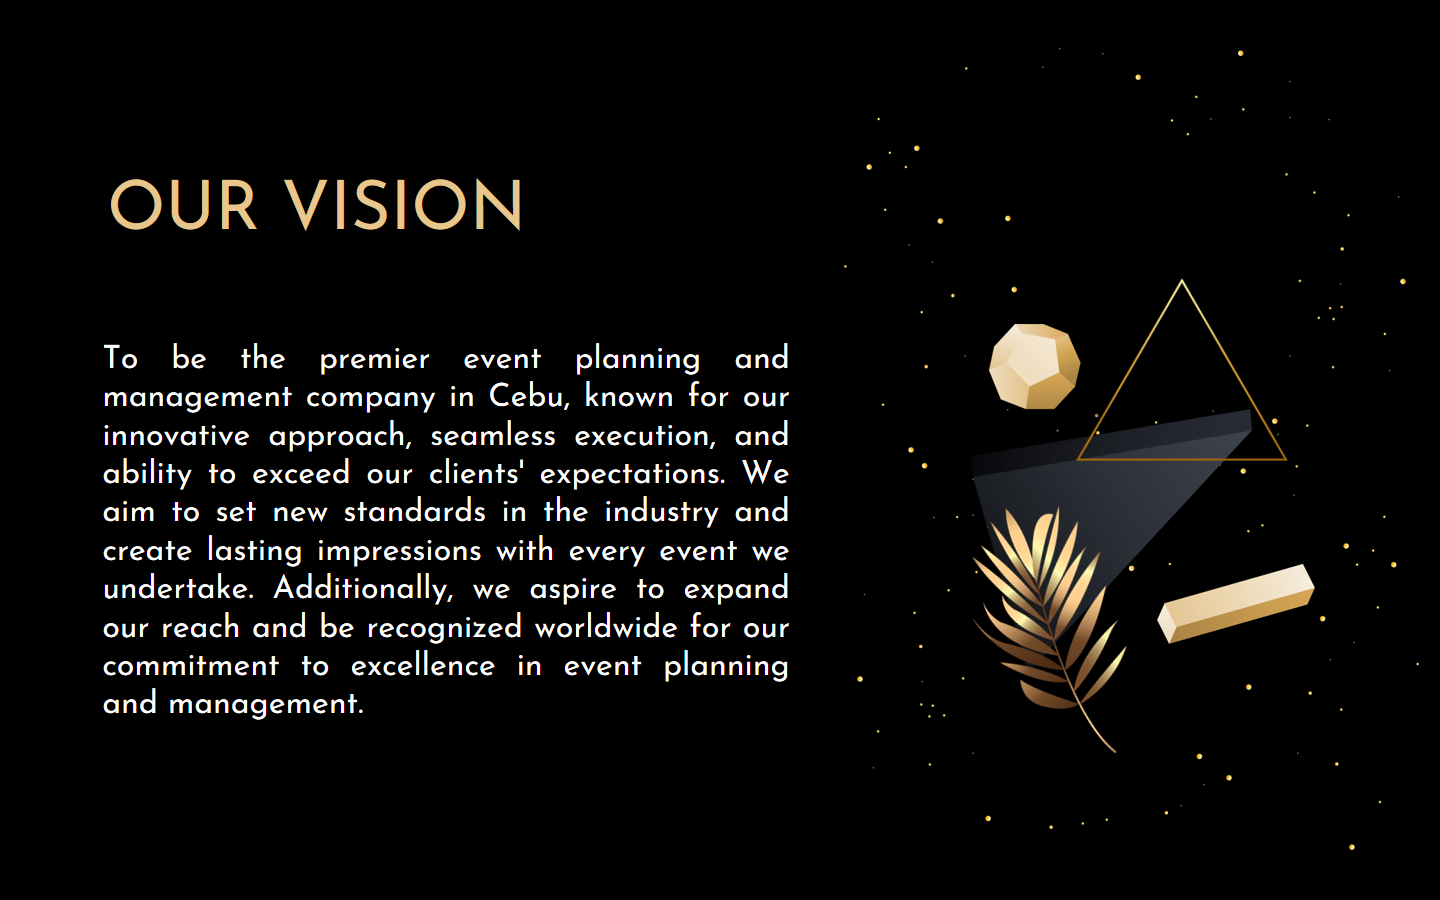 OUR VISION
To be the premier event planning and
management company in Cebu, known for our
innovative approach, seamless execution, and
ability to exceed our clients' expectations. We
aim to set new standards in the industry and
create lasting impressions with every event we
undertake. Additionally, we aspire to expand
our reach and be recognized worldwide for our
commitment to excellence in event planning
and management.